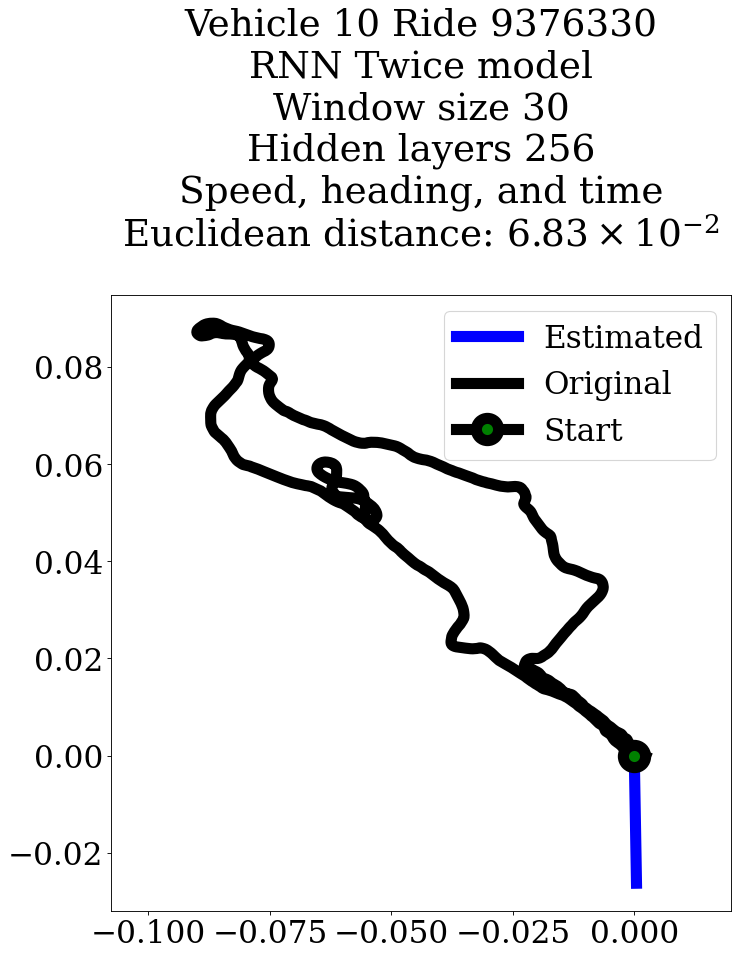 Vehicle 10 Ride 9376330
RNN Twice model
Window size 30
Hidden layers 256
Speed, heading, and time
Euclidean distance: 6.83 × 10⁻²
Estimated
Original
Start
0.08
0.06
0.04
0.02
0.00
−0.02
−0.100 −0.075 −0.050 −0.025 0.000